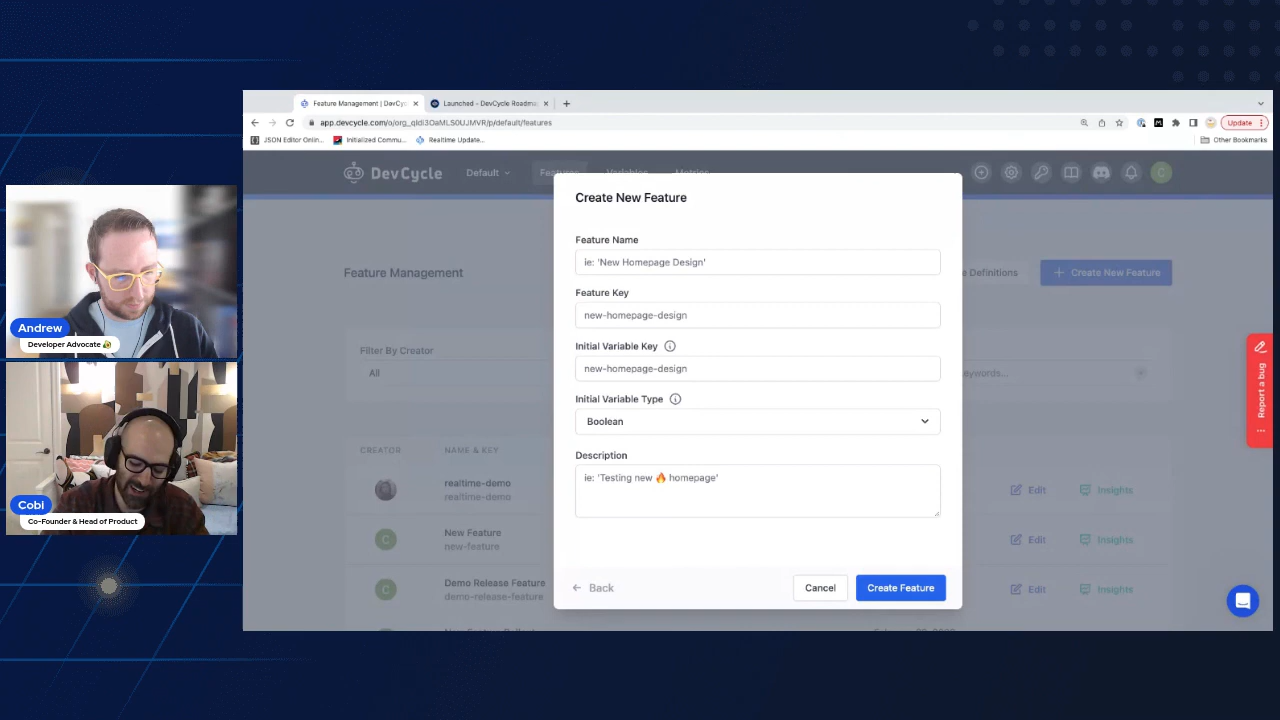 Feature Management | DevCyc
Launched - DevCycle Roadma
app.devcycle.com/o/org_qIdi3OaMLS0UJMVR/p/default/features
Update
JSON Editor Onlin...
Initialized Commu...
Realtime Update...
Other Bookmarks
DevCycle
Default
Features
Variables
Metrics
C
Create New Feature
Feature Management
e Definitions
+ Create New Feature
Feature Name
ie: 'New Homepage Design'
Feature Key
new-homepage-design
Initial Variable Key
new-homepage-design
Initial Variable Type
Boolean
Description
ie: 'Testing new 🔥 homepage'
← Back
Cancel
Create Feature
Filter By Creator
All
eywords...
CREATOR
NAME & KEY
realtime-demo
realtime-demo
Edit
Insights
C
New Feature
new-feature
Edit
Insights
C
Demo Release Feature
demo-release-feature
Edit
Insights
Report a bug
Andrew
Developer Advocate 🥑
Cobi
Co-Founder & Head of Product